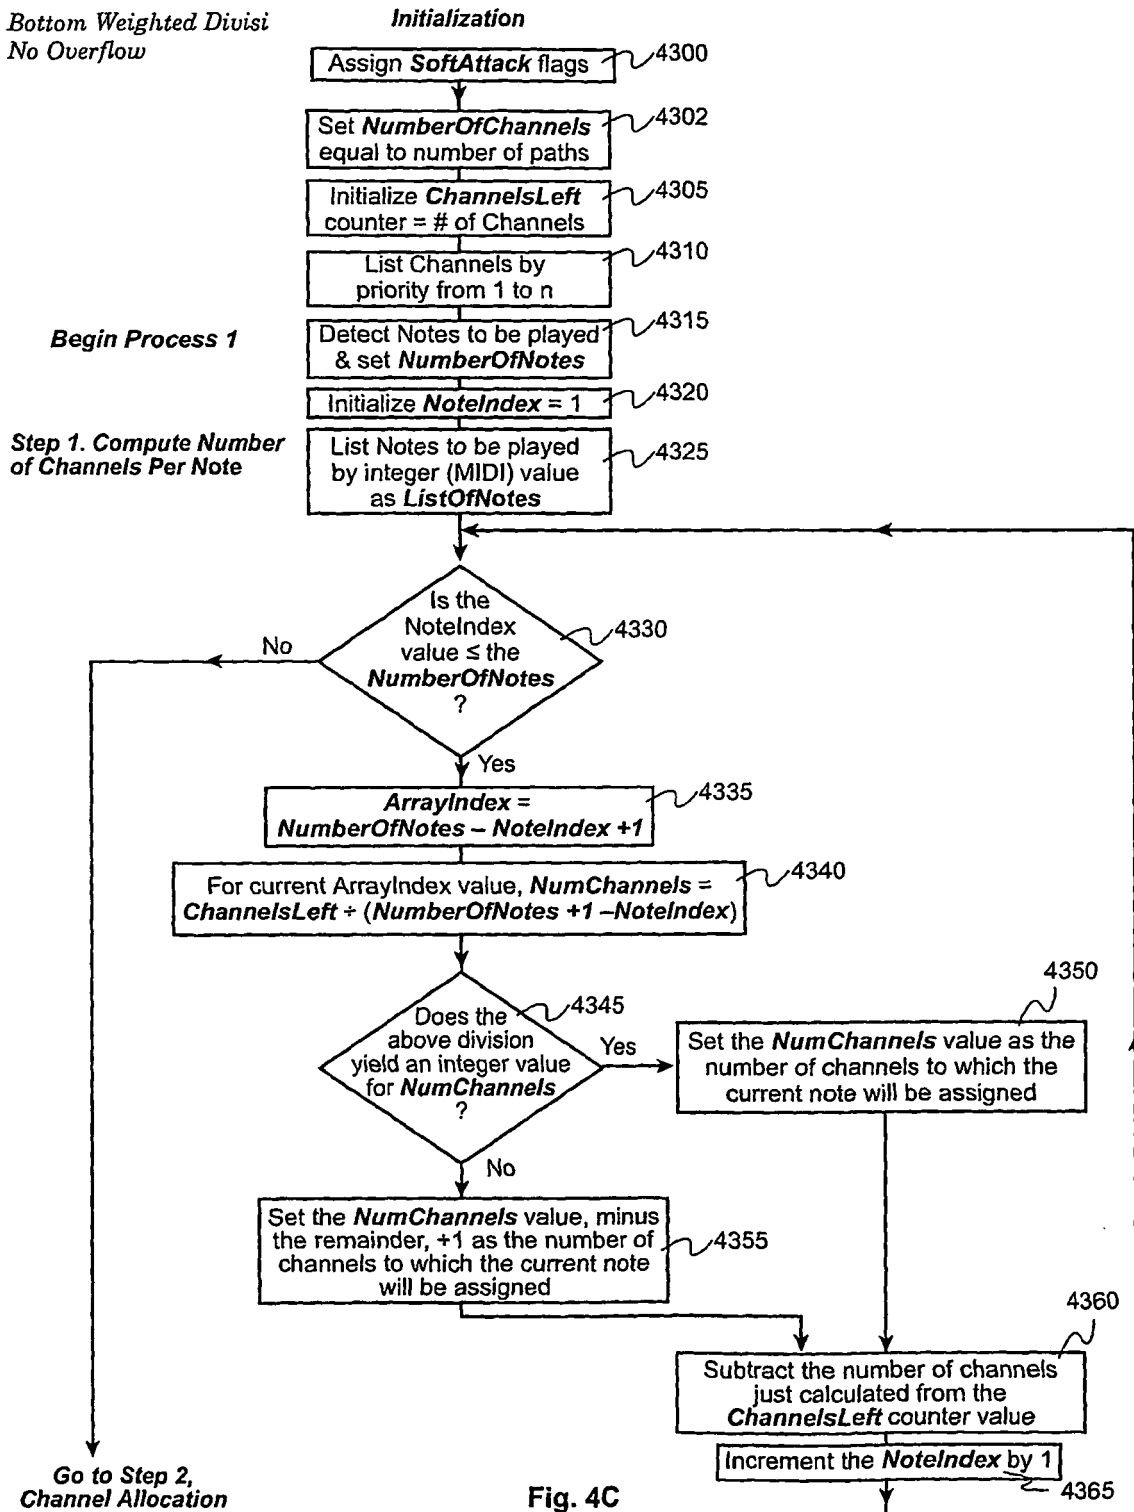 Bottom Weighted Divisi
No Overflow
Initialization
Assign SoftAttack flags
4300
Set NumberOfChannels
equal to number of paths
4302
Initialize ChannelsLeft
counter = # of Channels
4305
List Channels by
priority from 1 to n
4310
Begin Process 1
Detect Notes to be played
& set NumberOfNotes
4315
Initialize NoteIndex = 1
4320
Step 1. Compute Number
of Channels Per Note
List Notes to be played
by integer (MIDI) value
as ListOfNotes
4325
Is the
NoteIndex
value ≤ the
NumberOfNotes
?
4330
No
Yes
ArrayIndex =
NumberOfNotes – NoteIndex +1
4335
For current ArrayIndex value, NumChannels =
ChannelsLeft ÷ (NumberOfNotes +1 –NoteIndex)
4340
Does the
above division
yield an integer value
for NumChannels
?
4345
Yes
4350
Set the NumChannels value as the
number of channels to which the
current note will be assigned
No
Set the NumChannels value, minus
the remainder, +1 as the number of
channels to which the current note
will be assigned
4355
4360
Subtract the number of channels
just calculated from the
ChannelsLeft counter value
Increment the NoteIndex by 1
4365
Go to Step 2,
Channel Allocation
Fig. 4C